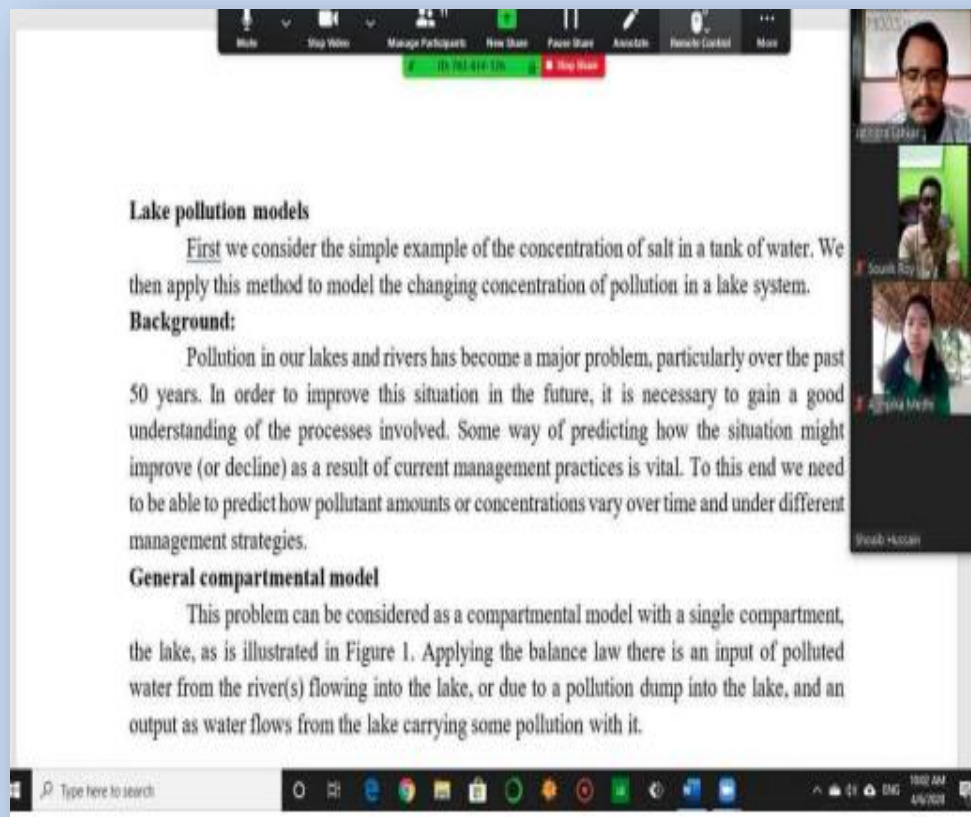 Mute
Stop Video
Manage Participants
New Share
Pause Share
Annotate
Remote Control
More
Stop Share
Lake pollution models
First we consider the simple example of the concentration of salt in a tank of water. We
then apply this method to model the changing concentration of pollution in a lake system.
Background:
Pollution in our lakes and rivers has become a major problem, particularly over the past
50 years. In order to improve this situation in the future, it is necessary to gain a good
understanding of the processes involved. Some way of predicting how the situation might
improve (or decline) as a result of current management practices is vital. To this end we need
to be able to predict how pollutant amounts or concentrations vary over time and under different
management strategies.
General compartmental model
This problem can be considered as a compartmental model with a single compartment,
the lake, as is illustrated in Figure 1. Applying the balance law there is an input of polluted
water from the river(s) flowing into the lake, or due to a pollution dump into the lake, and an
output as water flows from the lake carrying some pollution with it.
Roy
Shoaib Hussain
Type here to search
ENG
10:02 AM
4/6/2020